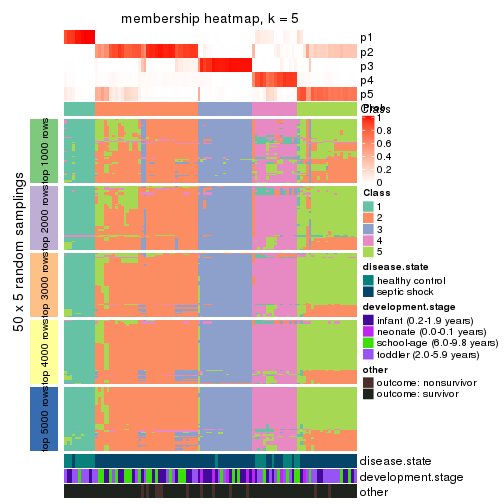 membership heatmap, k = 5
p1
p2
p3
p4
p5
Class
Prob
1
0.8
0.6
0.4
0.2
0
Class
1
2
3
4
5
disease.state
healthy control
septic shock
development.stage
infant (0.2-1.9 years)
neonate (0.0-0.1 years)
school-age (6.0-9.8 years)
toddler (2.0-5.9 years)
other
outcome: nonsurvivor
outcome: survivor
50 x 5 random samplings
top 1000 rows
top 2000 rows
top 3000 rows
top 4000 rows
top 5000 rows
disease.state
development.stage
other